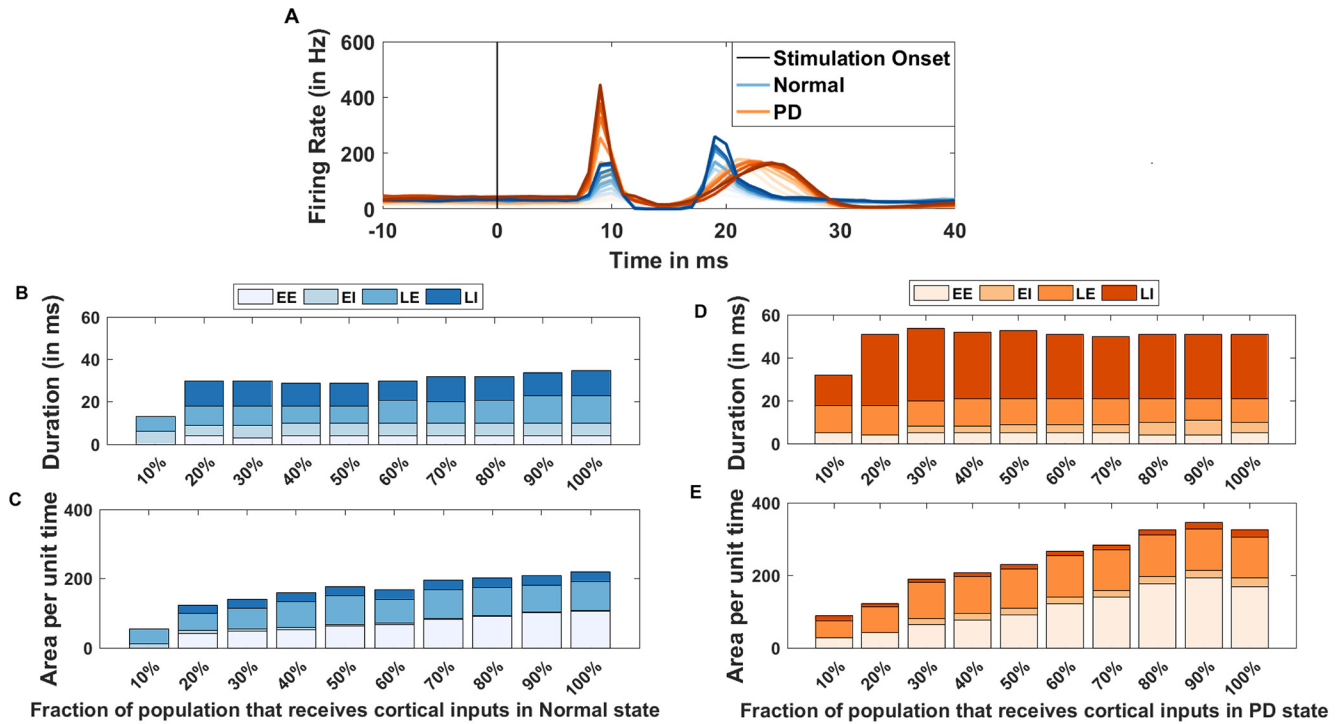 A
Firing Rate (in Hz)
600
400
200
0
Stimulation Onset
Normal
PD
-10 0 10 20 30 40
Time in ms
B
EE EI LE LI
Duration (in ms)
60
40
20
0
10% 20% 30% 40% 50% 60% 70% 80% 90% 100%
C
Area per unit time
400
200
0
10% 20% 30% 40% 50% 60% 70% 80% 90% 100%
Fraction of population that receives cortical inputs in Normal state
D
EE EI LE LI
Duration (in ms)
60
40
20
0
10% 20% 30% 40% 50% 60% 70% 80% 90% 100%
E
Area per unit time
400
200
0
10% 20% 30% 40% 50% 60% 70% 80% 90% 100%
Fraction of population that receives cortical inputs in PD state